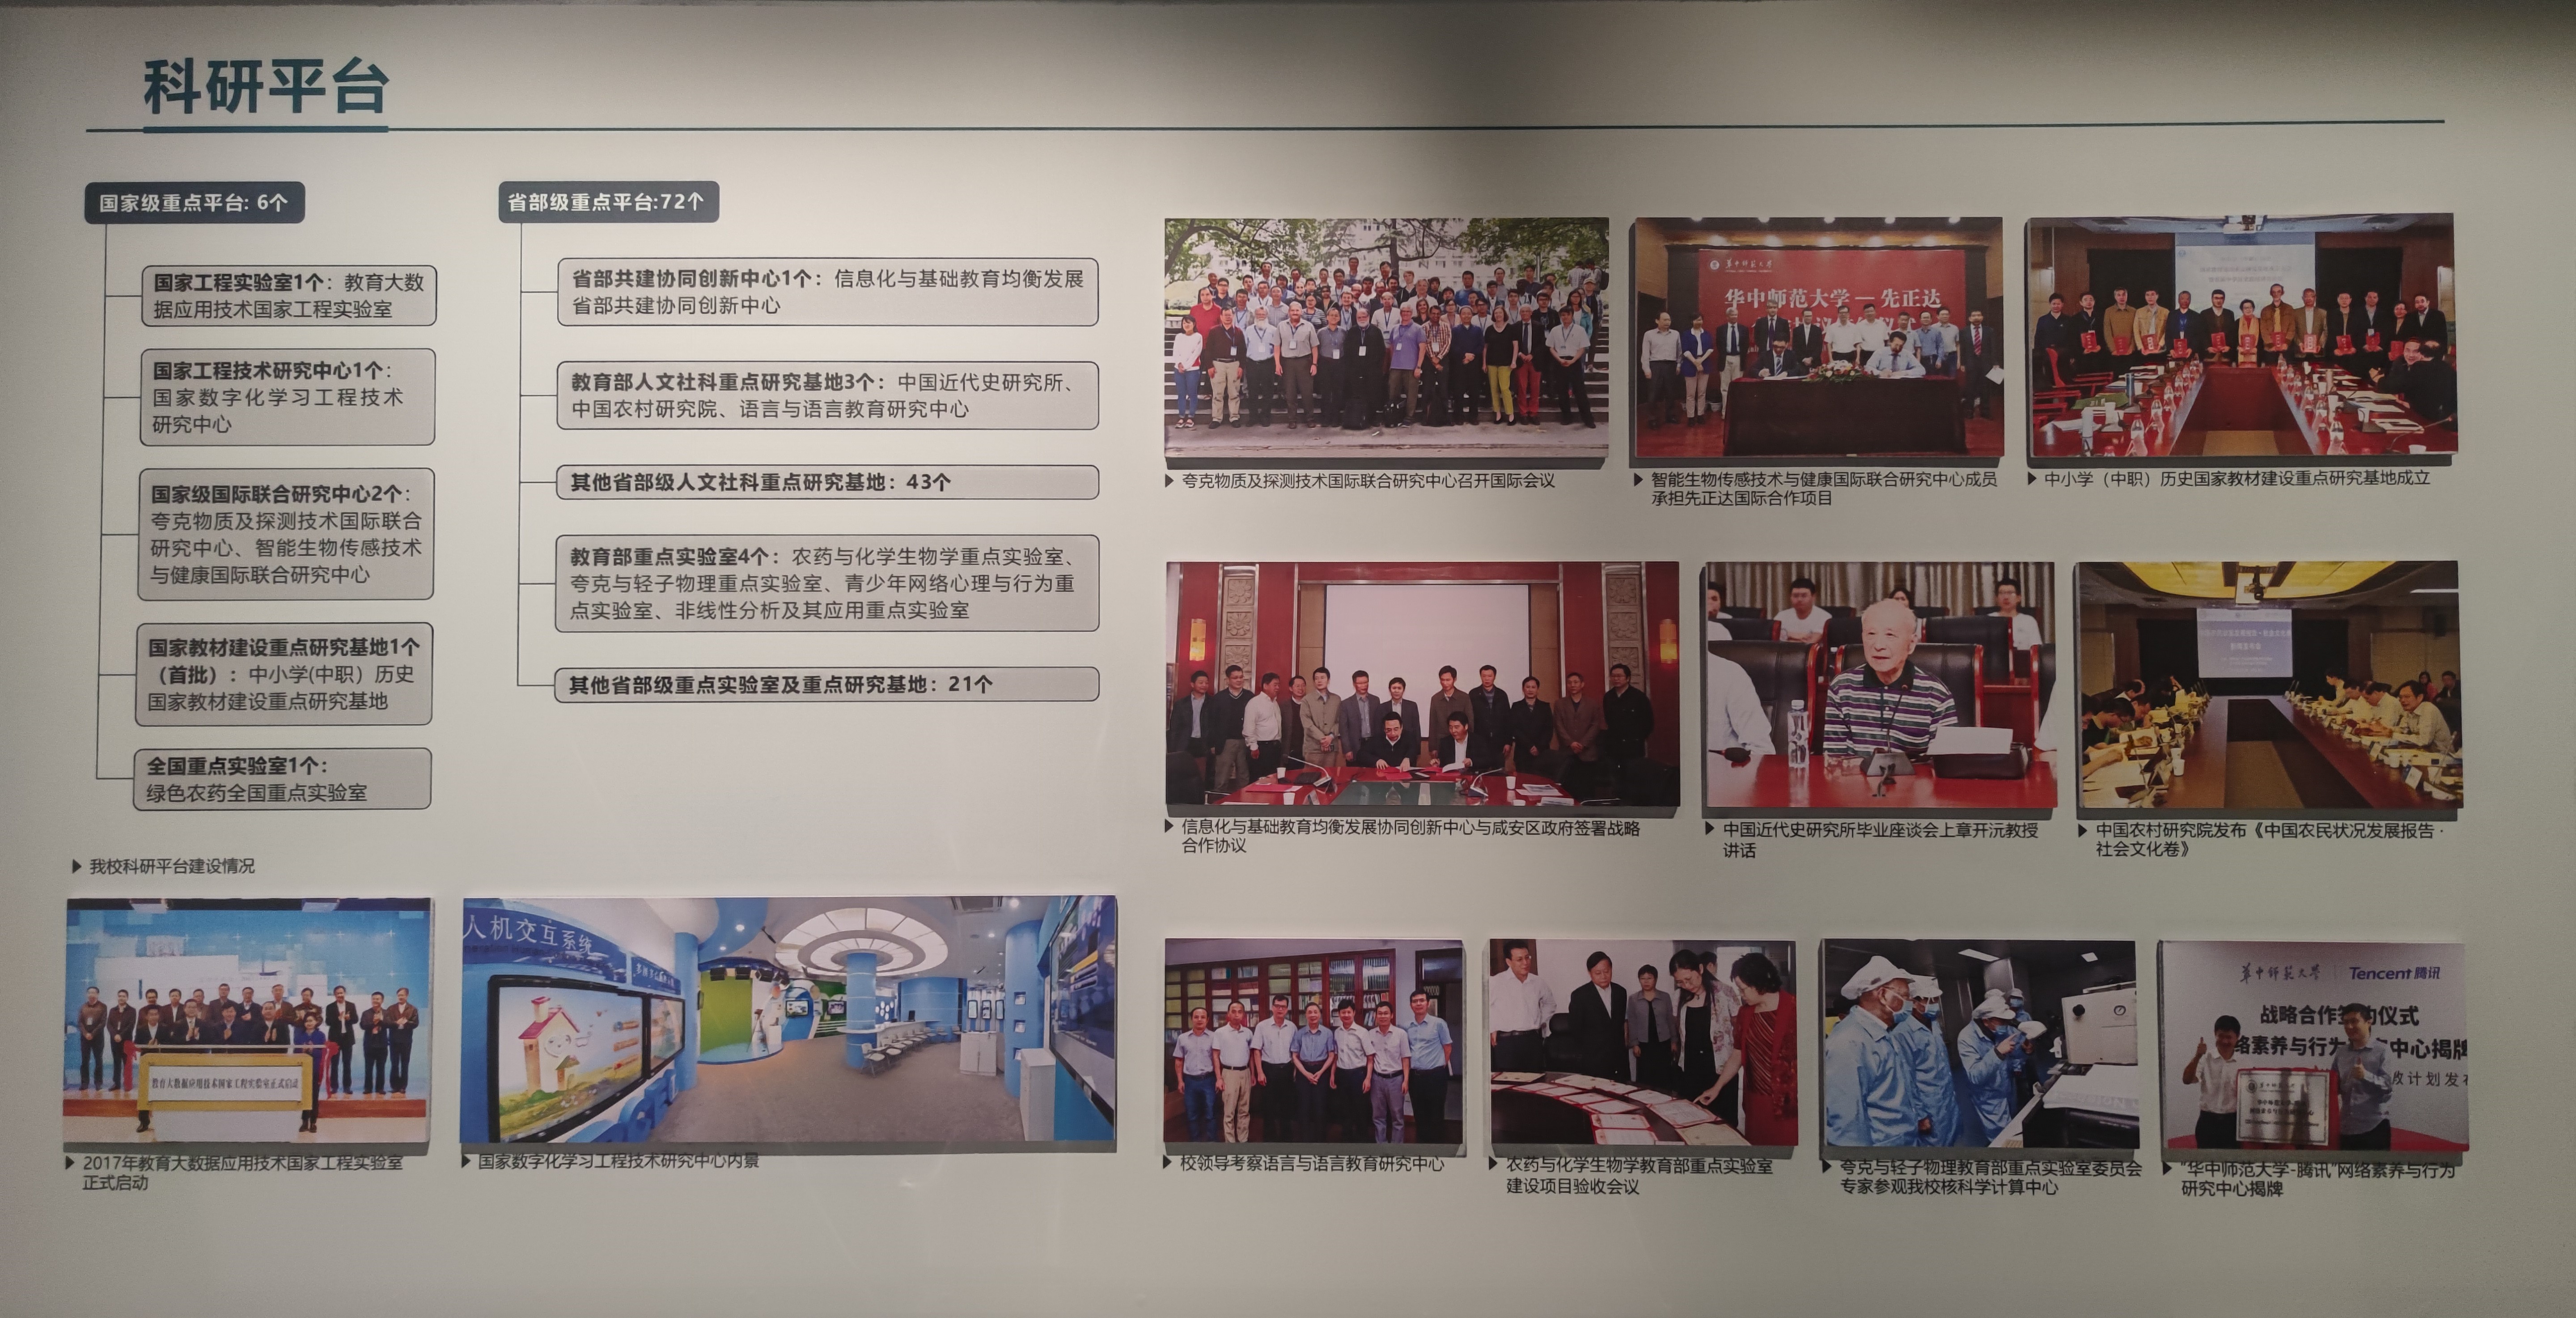 科研平台
国家级重点平台: 6个
国家工程实验室1个：教育大数
据应用技术国家工程实验室
国家工程技术研究中心1个：
国家数字化学习工程技术
研究中心
国家级国际联合研究中心2个：
夸克物质及探测技术国际联合
研究中心、智能生物传感技术
与健康国际联合研究中心
国家教材建设重点研究基地1个
（首批）：中小学(中职）历史
国家教材建设重点研究基地
全国重点实验室1个：
绿色农药全国重点实验室
省部级重点平台:72个
省部共建协同创新中心1个：信息化与基础教育均衡发展
省部共建协同创新中心
教育部人文社科重点研究基地3个：中国近代史研究所、
中国农村研究院、语言与语言教育研究中心
其他省部级人文社科重点研究基地：43个
教育部重点实验室4个：农药与化学生物学重点实验室、
夸克与轻子物理重点实验室、青少年网络心理与行为重
点实验室、非线性分析及其应用重点实验室
其他省部级重点实验室及重点研究基地：21个
我校科研平台建设情况
教育大数据应用技术国家工程实验室正式启动
2017年教育大数据应用技术国家工程实验室
正式启动
人机交互系统
国家数字化学习工程技术研究中心内景
夸克物质及探测技术国际联合研究中心召开国际会议
华中师范大学
华中师范大学 — 先正达
智能生物传感技术与健康国际联合研究中心成员
承担先正达国际合作项目
中小学（中职）历史国家教材建设重点研究基地成立
信息化与基础教育均衡发展协同创新中心与咸安区政府签署战略
合作协议
中国近代史研究所毕业座谈会上章开沅教授
讲话
中国农村研究院发布《中国农民状况发展报告 ·
社会文化卷》
校领导考察语言与语言教育研究中心
农药与化学生物学教育部重点实验室
建设项目验收会议
夸克与轻子物理教育部重点实验室委员会
专家参观我校核科学计算中心
华中师范大学 Tencent 腾讯
战略合作签约仪式
络素养与行为 中心揭牌
计划发布
“华中师范大学-腾讯”网络素养与行为
研究中心揭牌